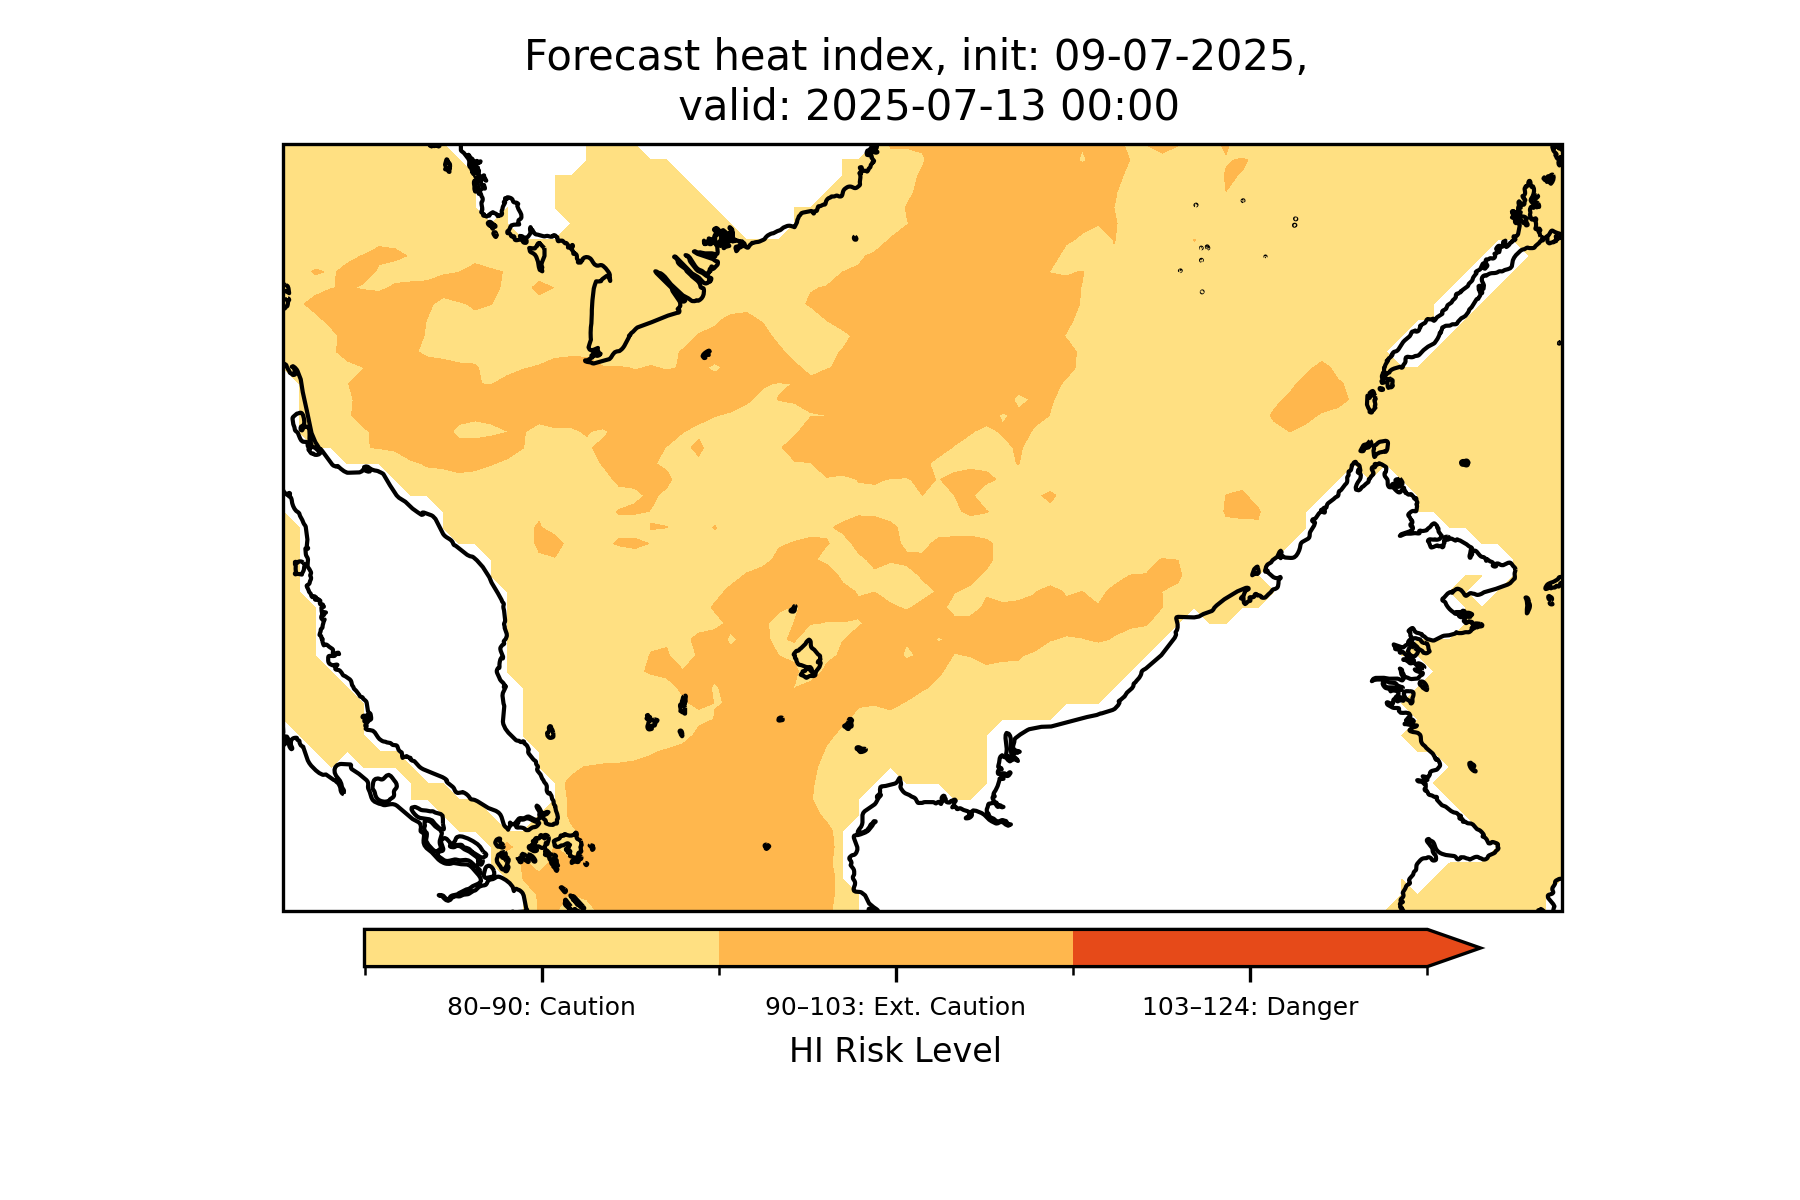 Forecast heat index, init: 09-07-2025,
valid: 2025-07-13 00:00
80–90: Caution
90–103: Ext. Caution
103–124: Danger
HI Risk Level